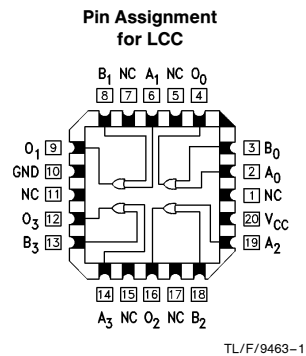 Pin Assignment
for LCC
B1 NC A1 NC O0
8 7 6 5 4
O1 9 3 B0
GND 10 2 A0
NC 11 1 NC
O3 12 20 VCC
B3 13 19 A2
14 15 16 17 18
A3 NC O2 NC B2
TL/F/9463–1